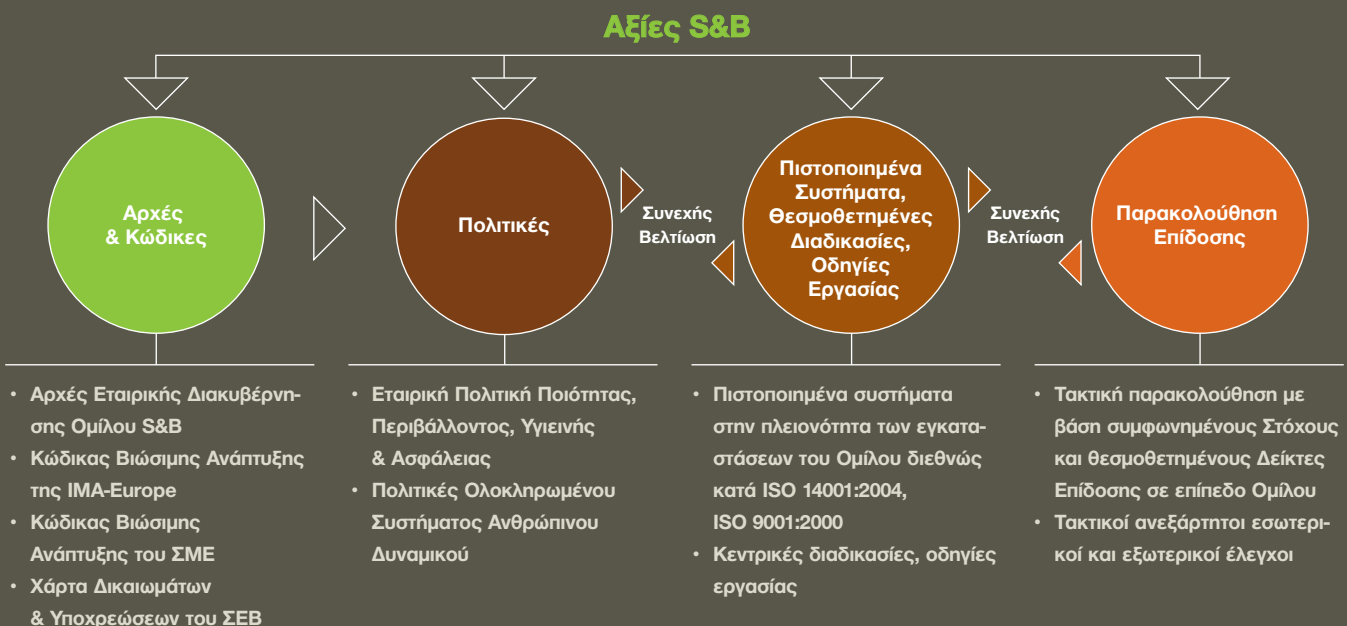 Αξίες S&B
Αρχές
& Κώδικες
Πολιτικές
Συνεχής
Βελτίωση
Πιστοποιημένα
Συστήματα,
Θεσμοθετημένες
Διαδικασίες,
Οδηγίες
Εργασίας
Συνεχής
Βελτίωση
Παρακολούθηση
Επίδοσης
• Αρχές Εταιρικής Διακυβέρνη-
σης Ομίλου S&B
• Κώδικας Βιώσιμης Ανάπτυξης
της IMA-Europe
• Κώδικας Βιώσιμης
Ανάπτυξης του ΣΜΕ
• Χάρτα Δικαιωμάτων
& Υποχρεώσεων του ΣΕΒ
• Εταιρική Πολιτική Ποιότητας,
Περιβάλλοντος, Υγιεινής
& Ασφάλειας
• Πολιτικές Ολοκληρωμένου
Συστήματος Ανθρώπινου
Δυναμικού
• Πιστοποιημένα συστήματα
στην πλειονότητα των εγκατα-
στάσεων του Ομίλου διεθνώς
κατά ISO 14001:2004,
ISO 9001:2000
• Κεντρικές διαδικασίες, οδηγίες
εργασίας
• Τακτική παρακολούθηση με
βάση συμφωνημένους Στόχους
και θεσμοθετημένους Δείκτες
Επίδοσης σε επίπεδο Ομίλου
• Τακτικοί ανεξάρτητοι εσωτερι-
κοί και εξωτερικοί έλεγχοι